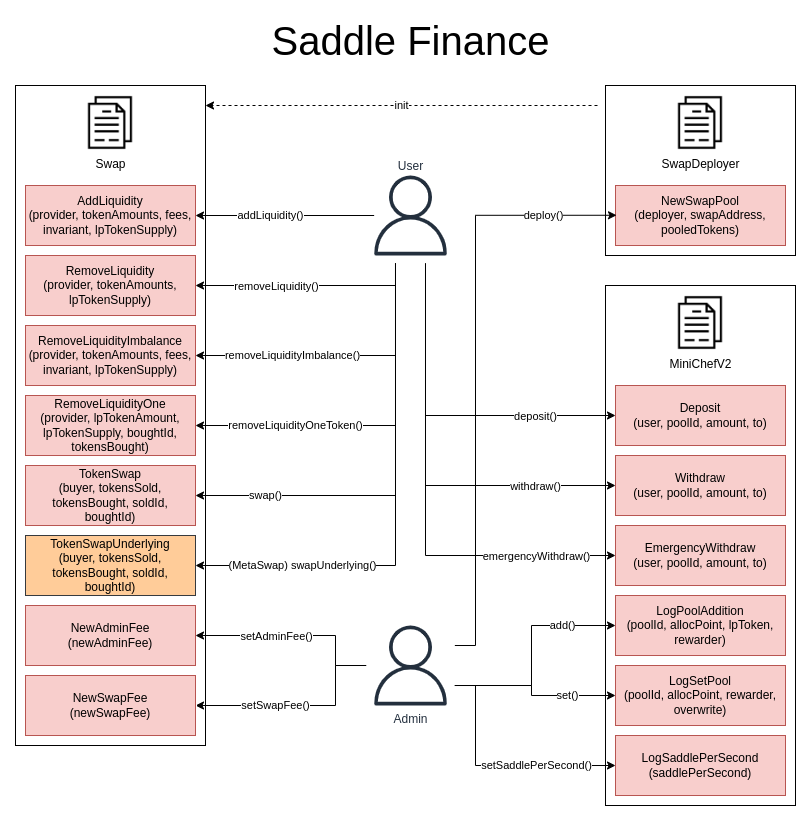 Saddle Finance
Swap
AddLiquidity
(provider, tokenAmounts, fees,
invariant, lpTokenSupply)
RemoveLiquidity
(provider, tokenAmounts,
lpTokenSupply)
RemoveLiquidityImbalance
(provider, tokenAmounts, fees,
invariant, lpTokenSupply)
RemoveLiquidityOne
(provider, lpTokenAmount,
lpTokenSupply, boughtId,
tokensBought)
TokenSwap
(buyer, tokensSold,
tokensBought, soldId,
boughtId)
TokenSwapUnderlying
(buyer, tokensSold,
tokensBought, soldId,
boughtId)
NewAdminFee
(newAdminFee)
NewSwapFee
(newSwapFee)
init
User
addLiquidity()
removeLiquidity()
removeLiquidityImbalance()
removeLiquidityOneToken()
swap()
(MetaSwap) swapUnderlying()
setAdminFee()
setSwapFee()
Admin
deploy()
deposit()
withdraw()
emergencyWithdraw()
add()
set()
setSaddlePerSecond()
SwapDeployer
NewSwapPool
(deployer, swapAddress,
pooledTokens)
MiniChefV2
Deposit
(user, poolId, amount, to)
Withdraw
(user, poolId, amount, to)
EmergencyWithdraw
(user, poolId, amount, to)
LogPoolAddition
(poolId, allocPoint, lpToken,
rewarder)
LogSetPool
(poolId, allocPoint, rewarder,
overwrite)
LogSaddlePerSecond
(saddlePerSecond)